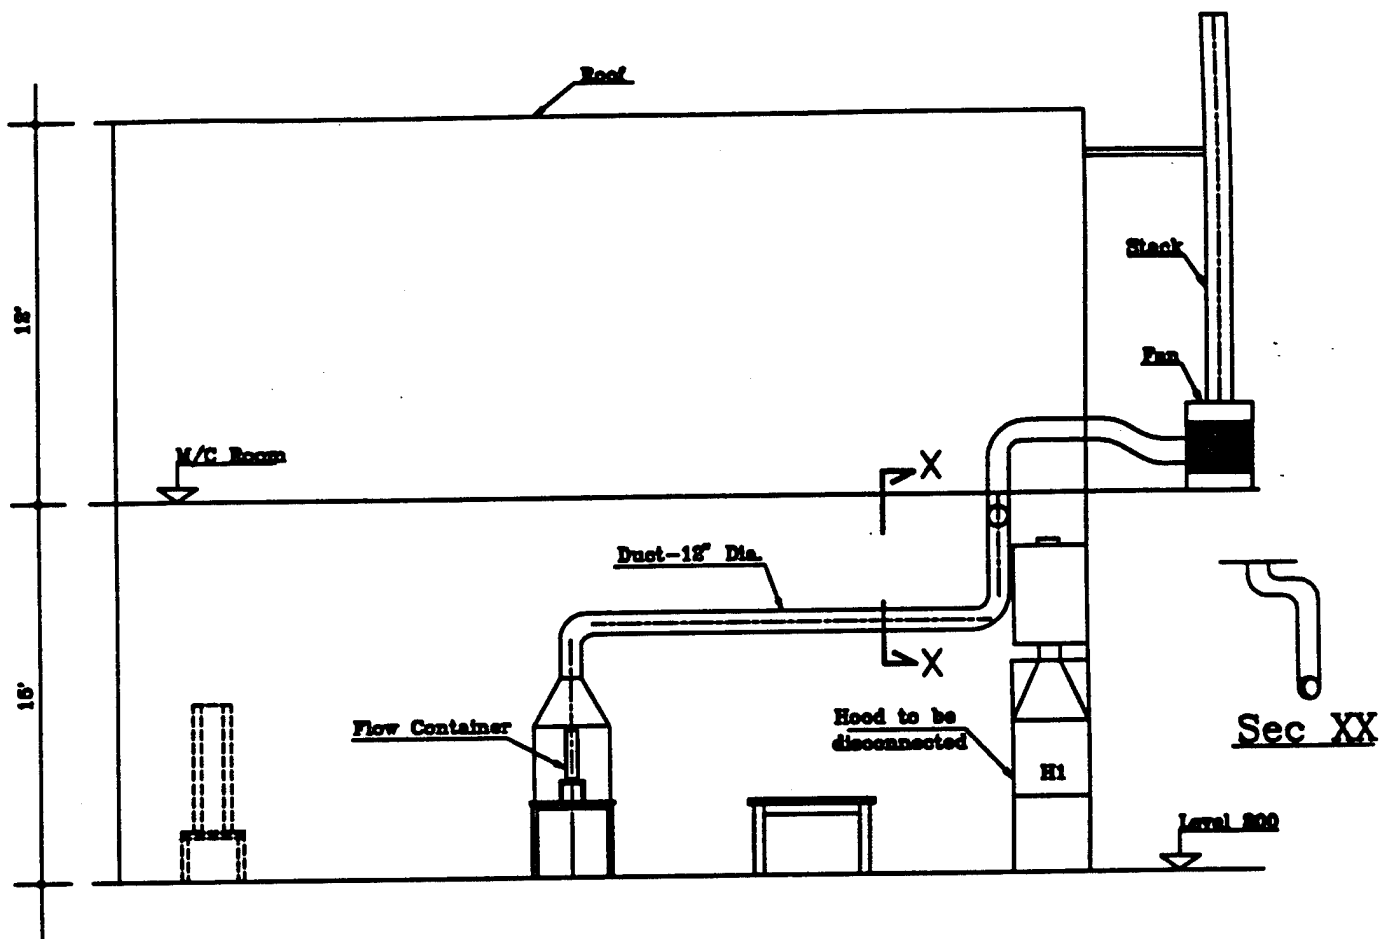 Roof
12'
Stack
Fan
M/C Room
X
Duct-12" Dia.
X
15'
Flow Container
Hood to be
disconnected
H1
Sec XX
Level 200